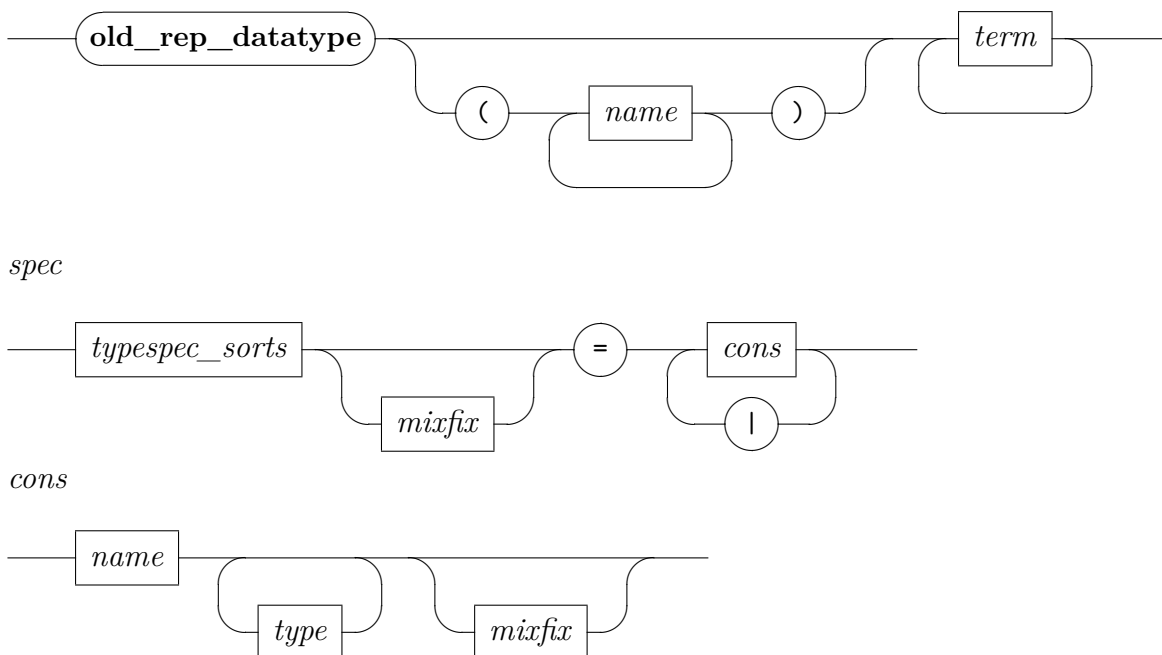 old_rep_datatype term
( name )
spec
typespec_sorts = cons
mixfix |
cons
name
type mixfix